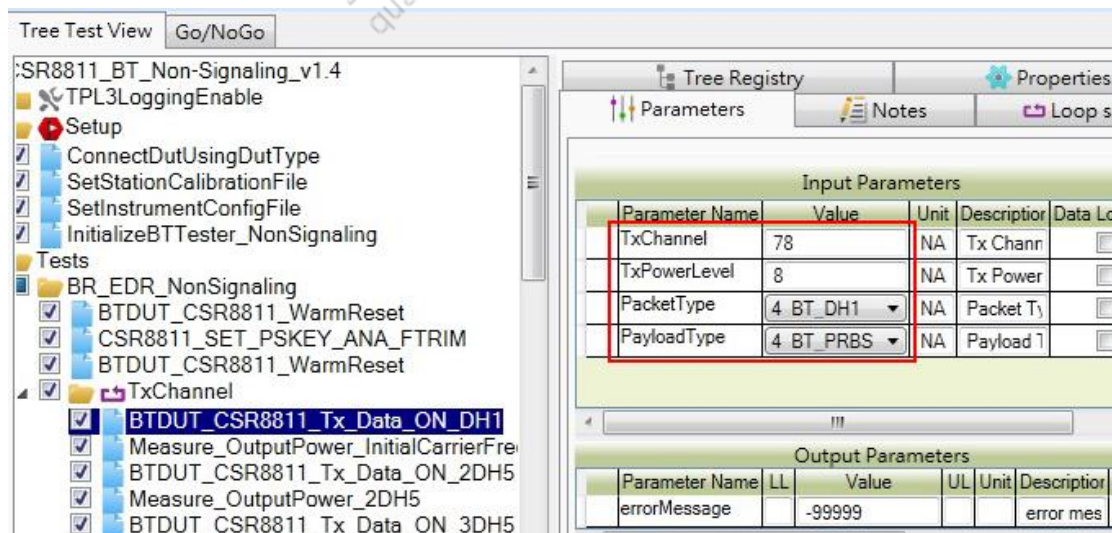 Tree Test View Go/NoGo
CSR8811_BT_Non-Signaling_v1.4
TPL3LoggingEnable
Setup
ConnectDutUsingDutType
SetStationCalibrationFile
SetInstrumentConfigFile
InitializeBTTester_NonSignaling
Tests
BR_EDR_NonSignaling
BTDUT_CSR8811_WarmReset
CSR8811_SET_PSKEY_ANA_FTRIM
BTDUT_CSR8811_WarmReset
TxChannel
BTDUT_CSR8811_Tx_Data_ON_DH1
Measure_OutputPower_InitialCarrierFre
BTDUT_CSR8811_Tx_Data_ON_2DH5
Measure_OutputPower_2DH5
BTDUT_CSR8811_Tx_Data_ON_3DH5
Tree Registry Properties
Parameters Notes Loop s
Input Parameters
Parameter Name Value Unit Description Data Lo
TxChannel 78 NA Tx Chann
TxPowerLevel 8 NA Tx Power
PacketType 4 BT_DH1 NA Packet Ty
PayloadType 4 BT_PRBS NA Payload T
Output Parameters
Parameter Name LL Value UL Unit Description
errorMessage -99999 error mes